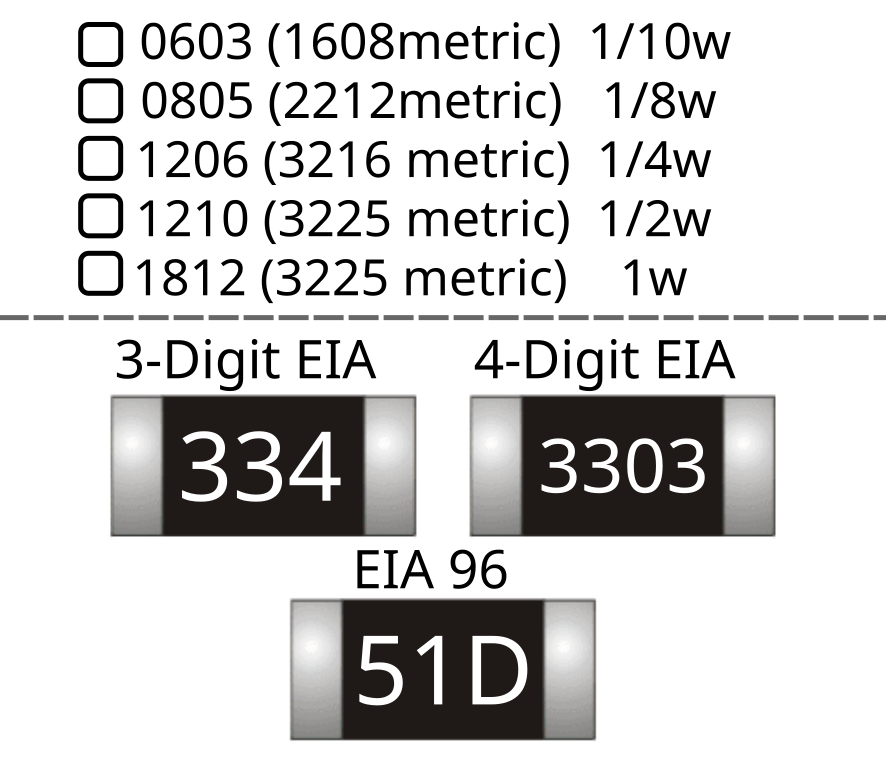 0603 (1608metric) 1/10w
0805 (2212metric) 1/8w
1206 (3216 metric) 1/4w
1210 (3225 metric) 1/2w
1812 (3225 metric) 1w
3-Digit EIA 4-Digit EIA
334 3303
EIA 96
51D